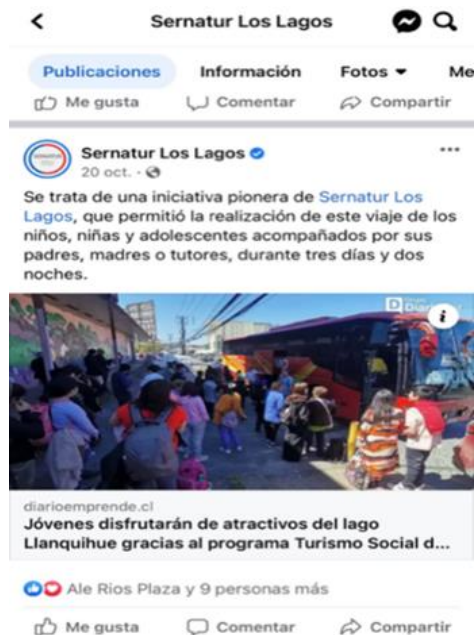 Sernatur Los Lagos
Publicaciones Información Fotos Me
Me gusta Comentar Compartir
Sernatur Los Lagos
20 oct.
Se trata de una iniciativa pionera de Sernatur Los
Lagos, que permitió la realización de este viaje de los
niños, niñas y adolescentes acompañados por sus
padres, madres o tutores, durante tres días y dos
noches.
diarioemprende.cl
Jóvenes disfrutarán de atractivos del lago
Llanquihue gracias al programa Turismo Social d...
Ale Rios Plaza y 9 personas más
Me gusta Comentar Compartir